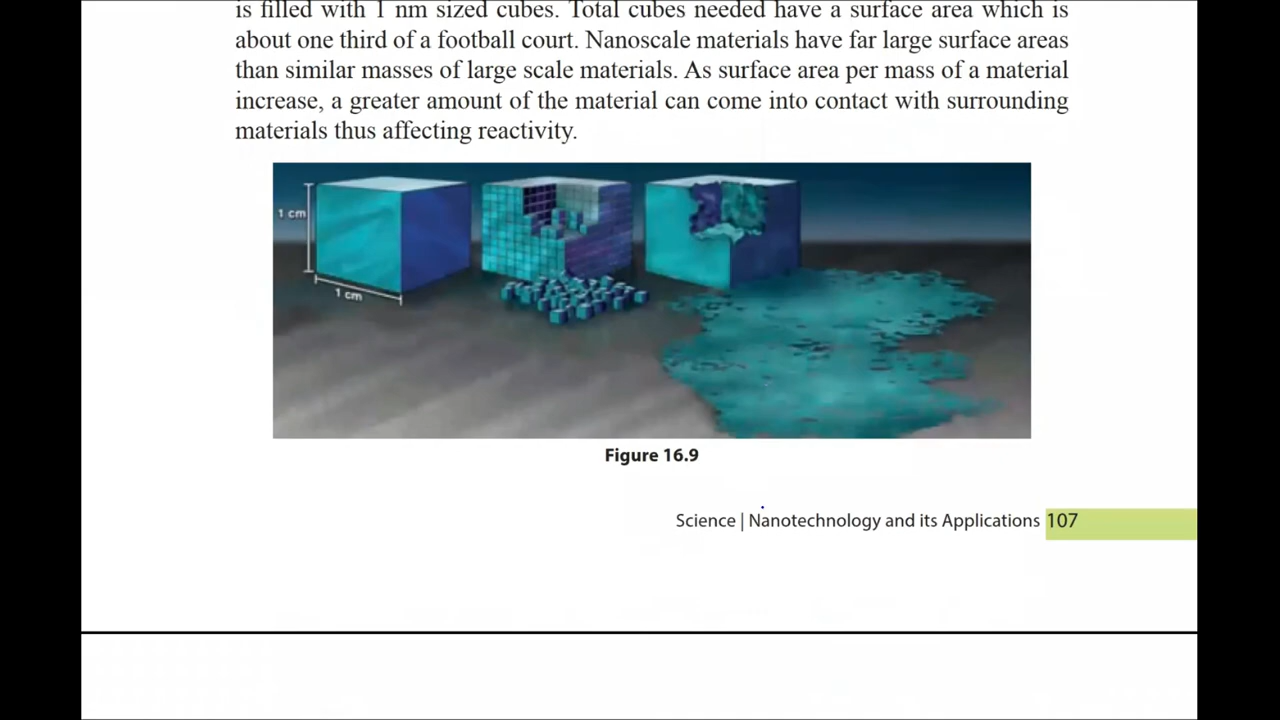 is filled with 1 nm sized cubes. Total cubes needed have a surface area which is
about one third of a football court. Nanoscale materials have far large surface areas
than similar masses of large scale materials. As surface area per mass of a material
increase, a greater amount of the material can come into contact with surrounding
materials thus affecting reactivity.
1 cm
1 cm
Figure 16.9
Science | Nanotechnology and its Applications 107